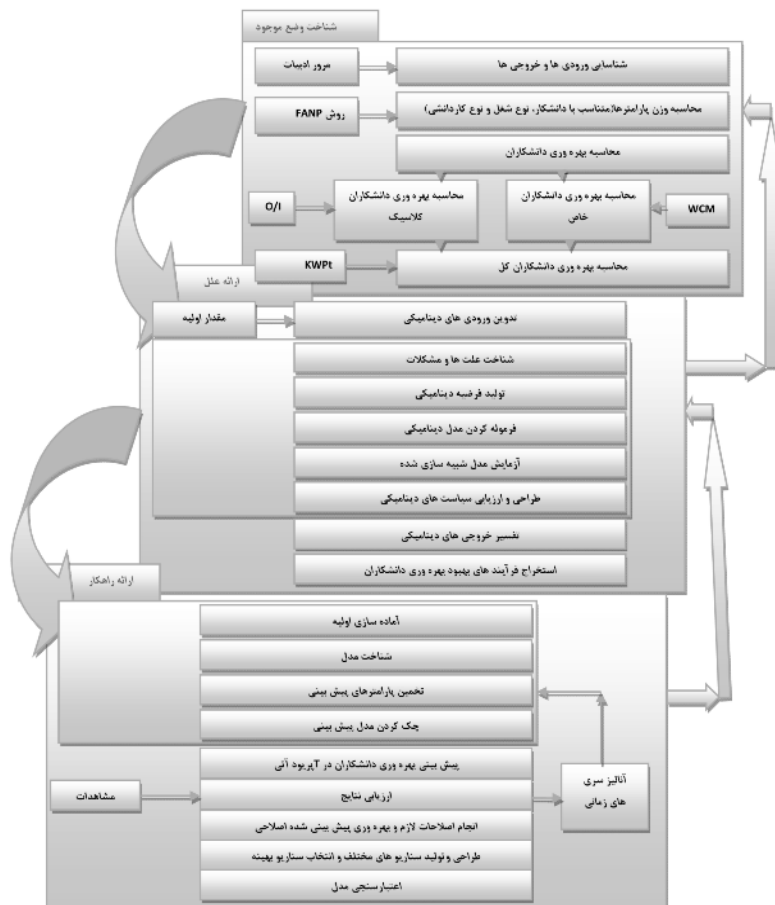 شناخت وضع موجود
مرور ادبیات
شناسایی ورودی ها و خروجی ها
روش FANP
محاسبه وزن پارامترها(متناسب با دانشکار، نوع شغل و نوع کاردانشی)
محاسبه بهره وری دانشکاران
O/I
محاسبه بهره وری دانشکاران
کلاسیک
محاسبه بهره وری دانشکاران
خاص
WCM
KWPt
محاسبه بهره وری دانشکاران کل
ارائه علل
مقدار اولیه
تدوین ورودی های دینامیکی
شناخت علت ها و مشکلات
تولید فرضیه دینامیکی
فرموله کردن مدل دینامیکی
آزمایش مدل شبیه سازی شده
طراحی و ارزیابی سیاست های دینامیکی
تفسیر خروجی های دینامیکی
استخراج فرآیند های بهبود بهره وری دانشکاران
ارائه راهکار
آماده سازی اولیه
شناخت مدل
تخمین پارامترهای پیش بینی
چک کردن مدل پیش بینی
پیش بینی بهره وری دانشکاران در Tپریود آتی
مشاهدات
ارزیابی نتایج
آنالیز سری
های زمانی
انجام اصلاحات لازم و بهره وری پیش بینی شده اصلاحی
طراحی و تولید سناریو های مختلف و انتخاب سناریو بهینه
اعتبارسنجی مدل